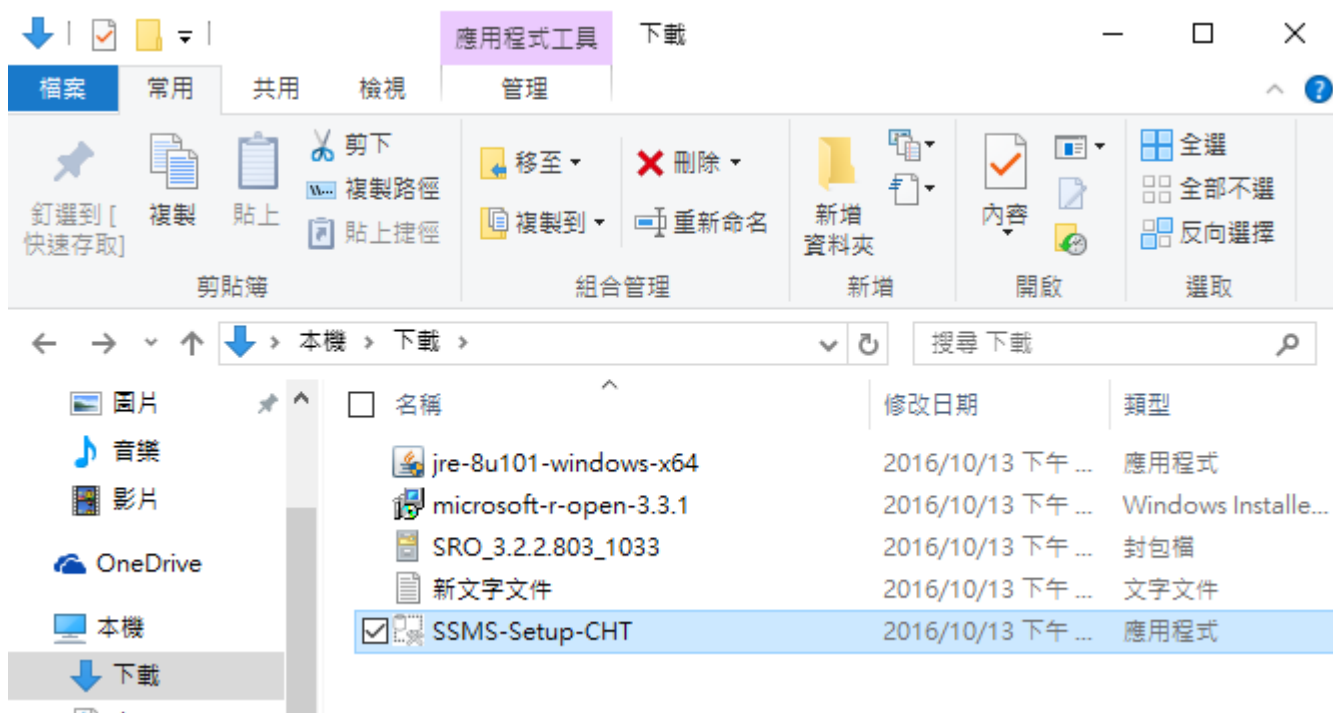 應用程式工具 下載
檔案 常用 共用 檢視 管理
釘選到 [
快速存取]
複製
貼上
剪下
複製路徑
貼上捷徑
剪貼簿
移至
複製到
刪除
重新命名
組合管理
新增
資料夾
新增
內容
開啟
全選
全部不選
反向選擇
選取
本機 › 下載 ›
搜尋 下載
圖片
音樂
影片
OneDrive
本機
下載
名稱 修改日期 類型
jre-8u101-windows-x64 2016/10/13 下午 ... 應用程式
microsoft-r-open-3.3.1 2016/10/13 下午 ... Windows Installe...
SRO_3.2.2.803_1033 2016/10/13 下午 ... 封包檔
新文字文件 2016/10/13 下午 ... 文字文件
SSMS-Setup-CHT 2016/10/13 下午 ... 應用程式